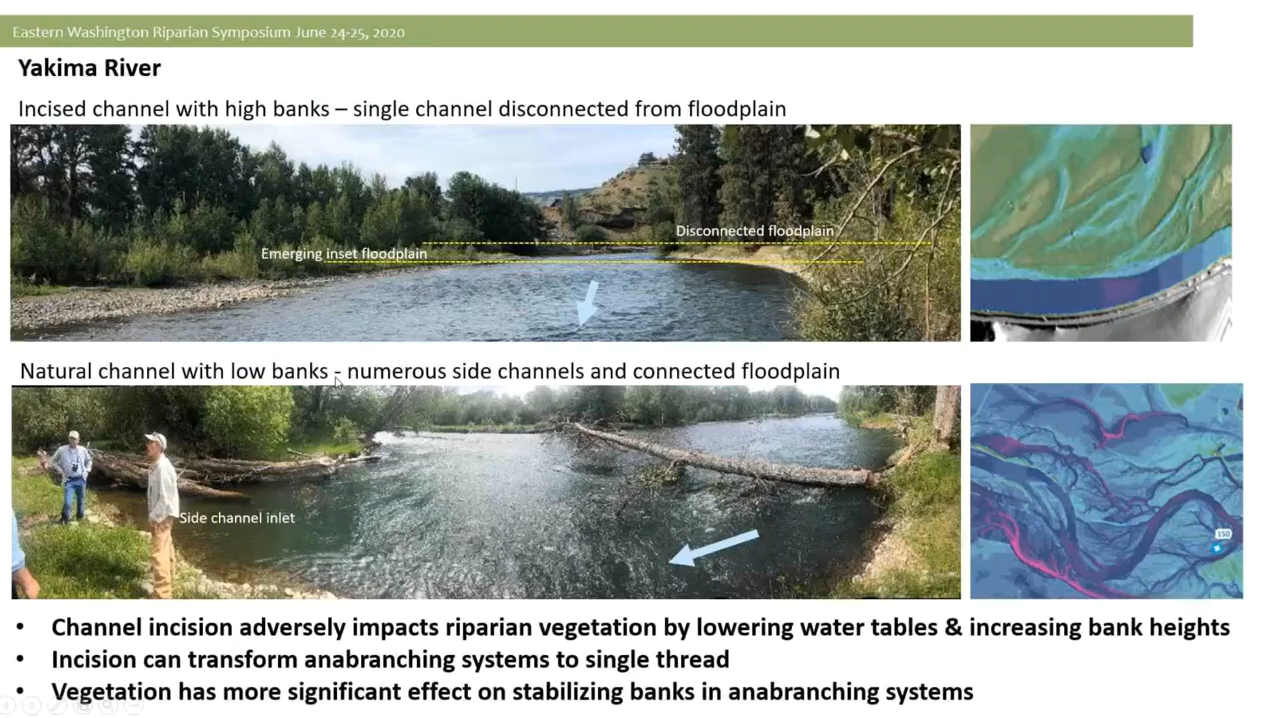 Eastern Washington Riparian Symposium June 24-25, 2020
Yakima River
Incised channel with high banks – single channel disconnected from floodplain
Disconnected floodplain
Emerging inset floodplain
Natural channel with low banks - numerous side channels and connected floodplain
Side channel inlet
150
• Channel incision adversely impacts riparian vegetation by lowering water tables & increasing bank heights
• Incision can transform anabranching systems to single thread
• Vegetation has more significant effect on stabilizing banks in anabranching systems